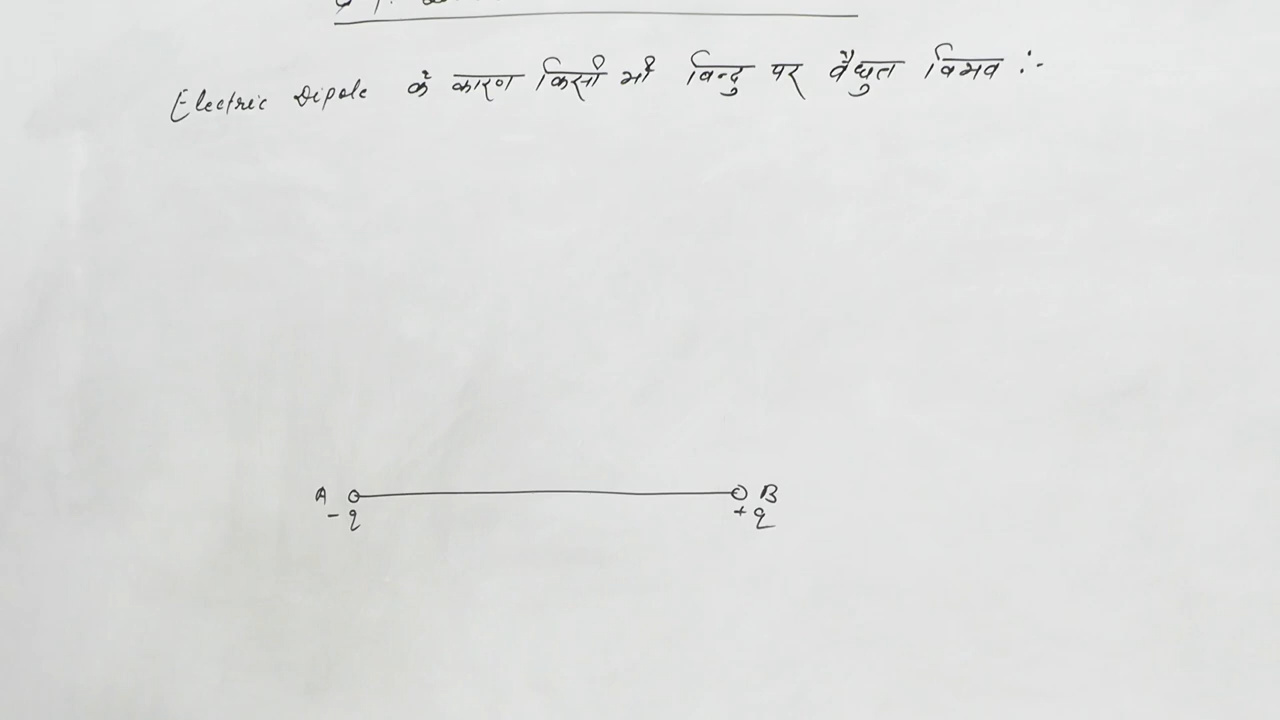 Electric Dipole के कारण किसी भी बिन्दु पर वैद्युत विभव :-
A B
- q + q